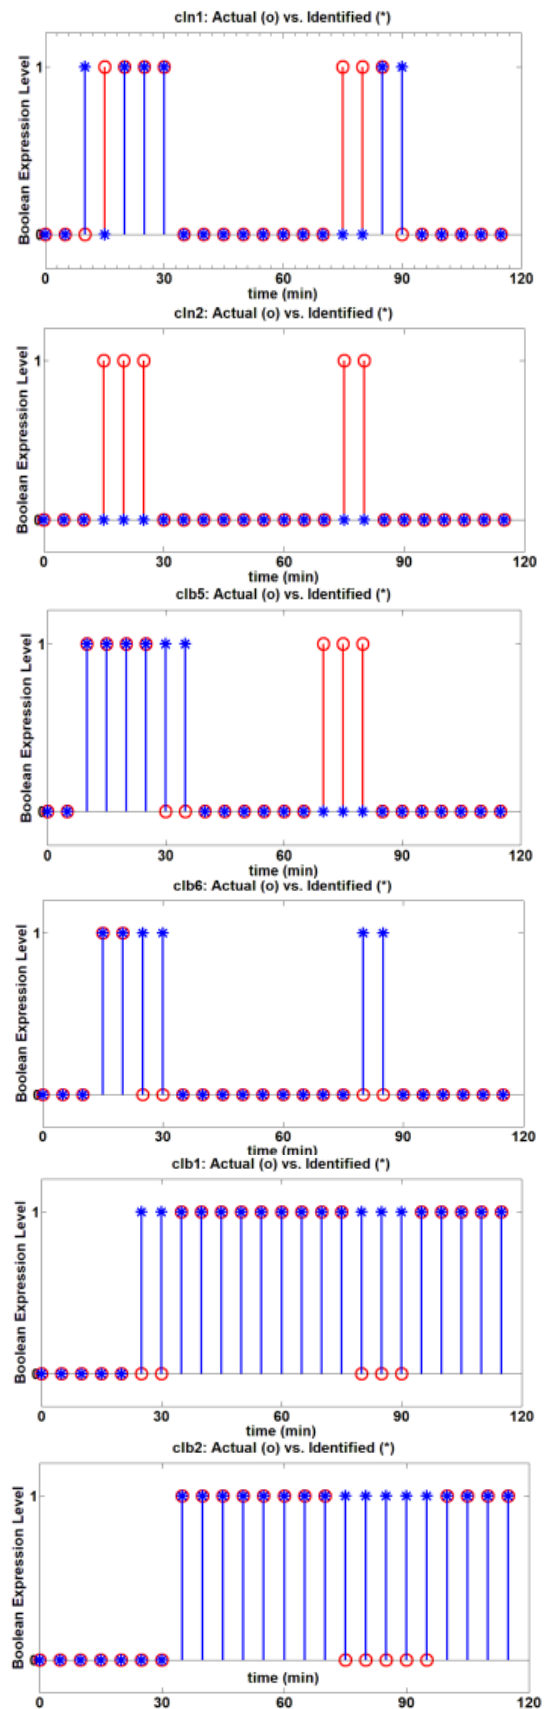 cln1: Actual (o) vs. Identified (*)
Boolean Expression Level
1
0
0 30 60 90 120
time (min)
cln2: Actual (o) vs. Identified (*)
Boolean Expression Level
1
0
0 30 60 90 120
time (min)
clb5: Actual (o) vs. Identified (*)
Boolean Expression Level
1
0
0 30 60 90 120
time (min)
clb6: Actual (o) vs. Identified (*)
Boolean Expression Level
1
0
0 30 60 90 120
time (min)
clb1: Actual (o) vs. Identified (*)
Boolean Expression Level
1
0
0 30 60 90 120
time (min)
clb2: Actual (o) vs. Identified (*)
Boolean Expression Level
1
0
time (min)
0 30 60 90 120